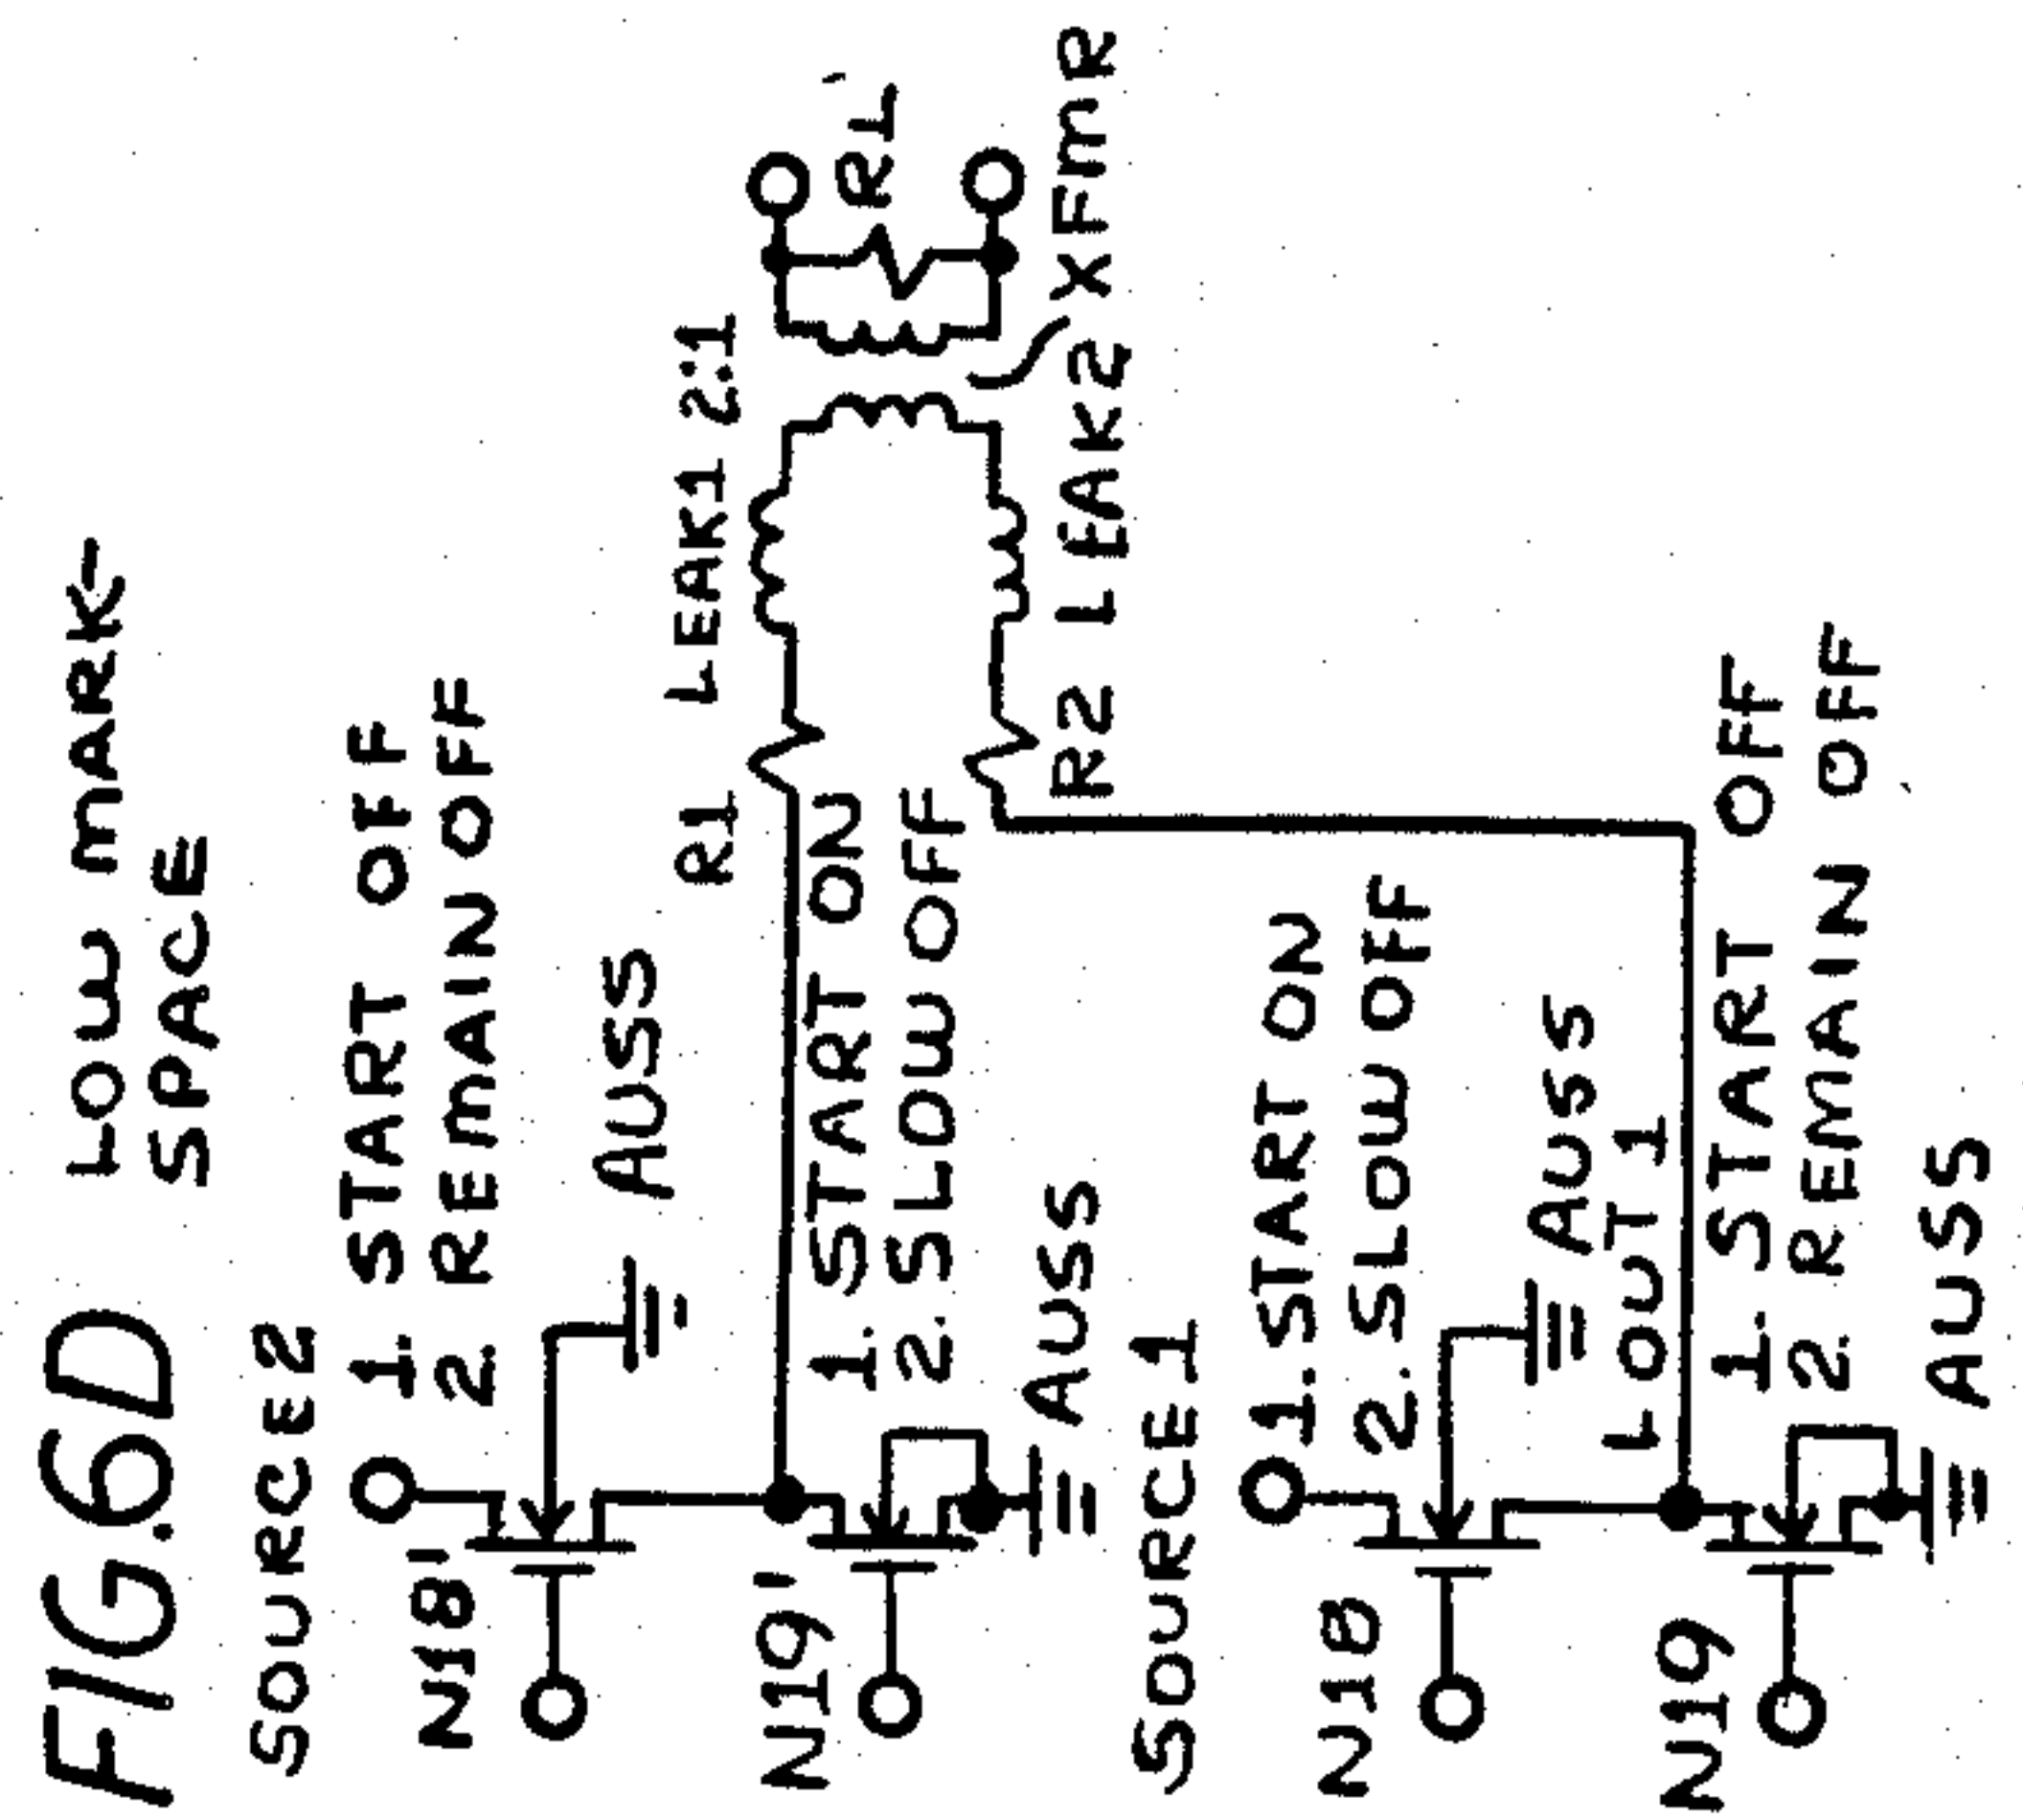 FIG.6D
LOW MARK-
SPACE
SOURCE2
1. START OFF
2. REMAIN OFF
N18'
AUSS
R1
LEAK1
2:1
N19'
1. START ON
2. SLOW OFF
AUSS
RL'
R2
LEAK2
XFMR
SOURCE1
1. START ON
2. SLOW OFF
N18
AUSS
LOUT1
N19
1. START OFF
2. REMAIN OFF
AUSS